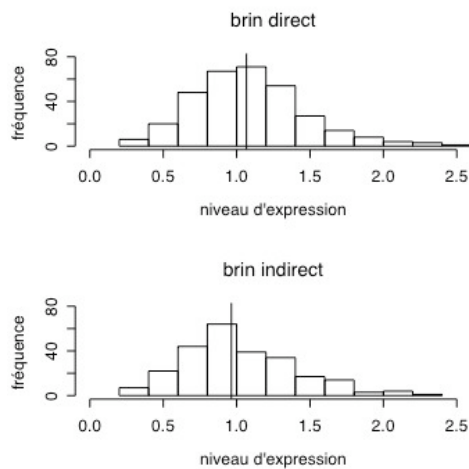 brin direct
fréquence
80
40
0
0.0 0.5 1.0 1.5 2.0 2.5
niveau d'expression
brin indirect
fréquence
80
40
0
0.0 0.5 1.0 1.5 2.0 2.5
niveau d'expression